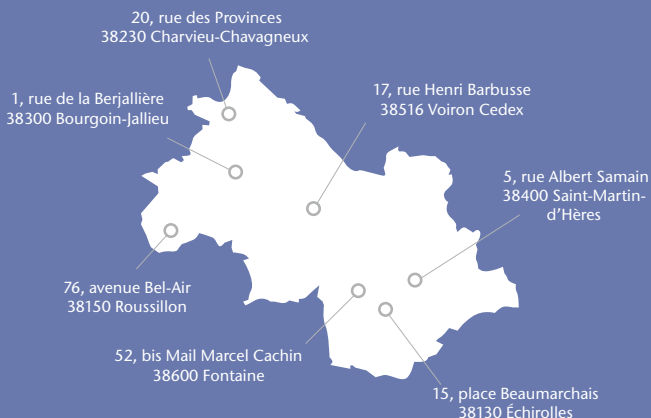 20, rue des Provinces
38230 Charvieu-Chavagneux
1, rue de la Berjallière
38300 Bourgoin-Jallieu
17, rue Henri Barbusse
38516 Voiron Cedex
5, rue Albert Samain
38400 Saint-Martin-
d’Hères
76, avenue Bel-Air
38150 Roussillon
52, bis Mail Marcel Cachin
38600 Fontaine
15, place Beaumarchais
38130 Échirolles